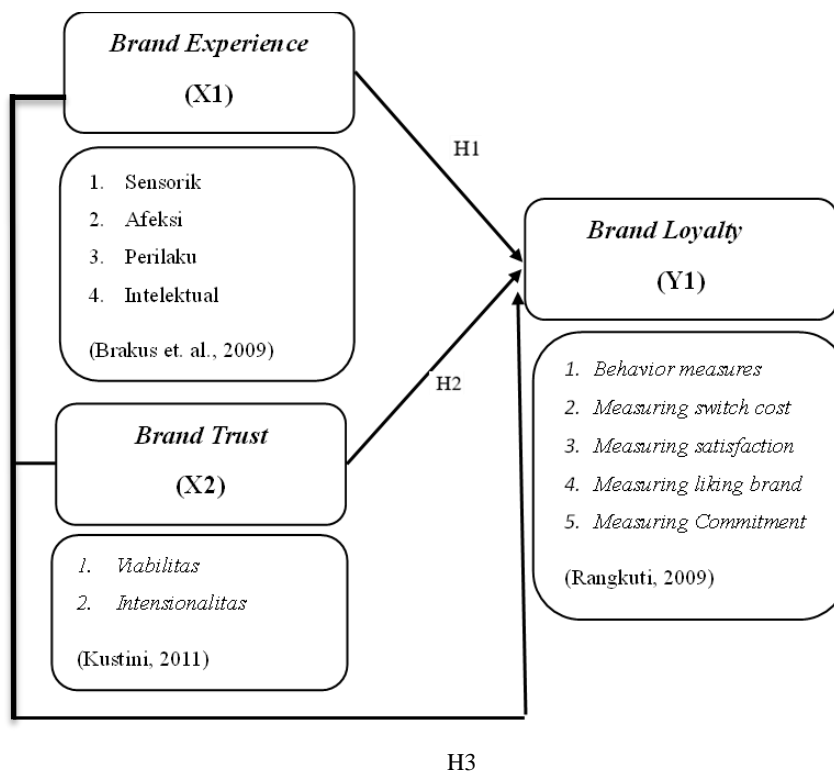 Brand Experience
(X1)
1. Sensorik
2. Afeksi
3. Perilaku
4. Intelektual
(Brakus et. al., 2009)
H1
Brand Loyalty
(Y1)
1. Behavior measures
2. Measuring switch cost
3. Measuring satisfaction
4. Measuring liking brand
5. Measuring Commitment
(Rangkuti, 2009)
H2
Brand Trust
(X2)
1. Viabilitas
2. Intensionalitas
(Kustini, 2011)
H3